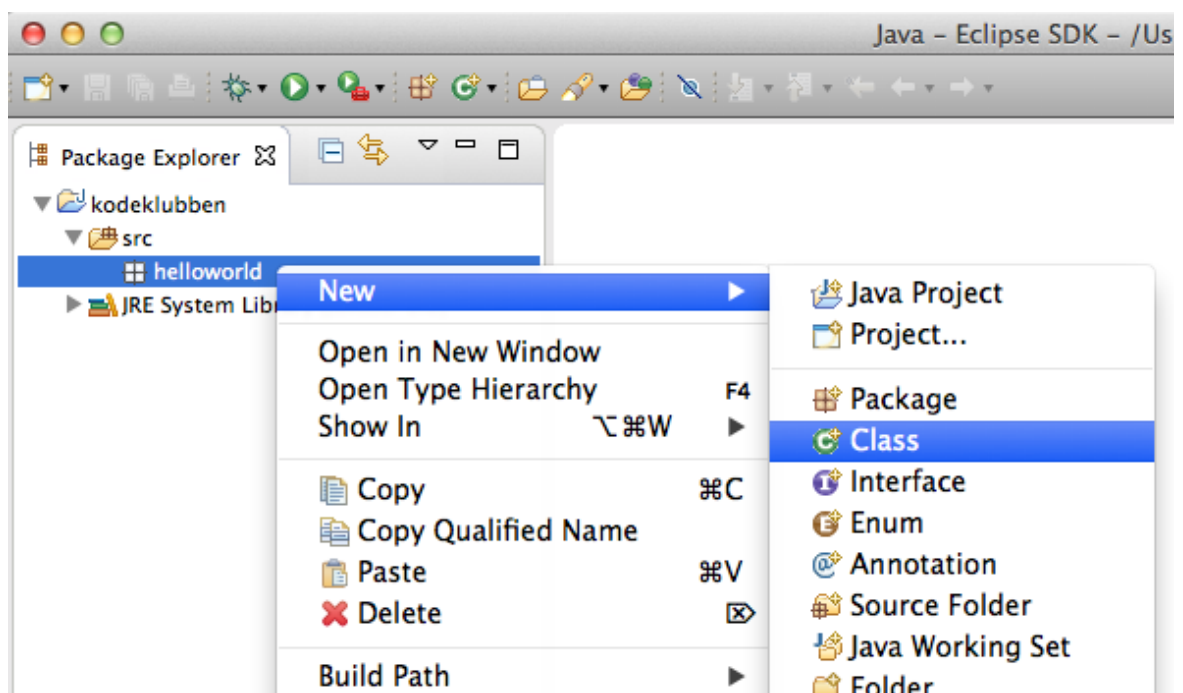 Java – Eclipse SDK – /Us
Package Explorer
kodeklubben
src
helloworld
JRE System Libr
New
Open in New Window
Open Type Hierarchy F4
Show In ⌥⌘W
Copy ⌘C
Copy Qualified Name
Paste ⌘V
Delete ⌦
Build Path
Java Project
Project...
Package
Class
Interface
Enum
Annotation
Source Folder
Java Working Set
Folder